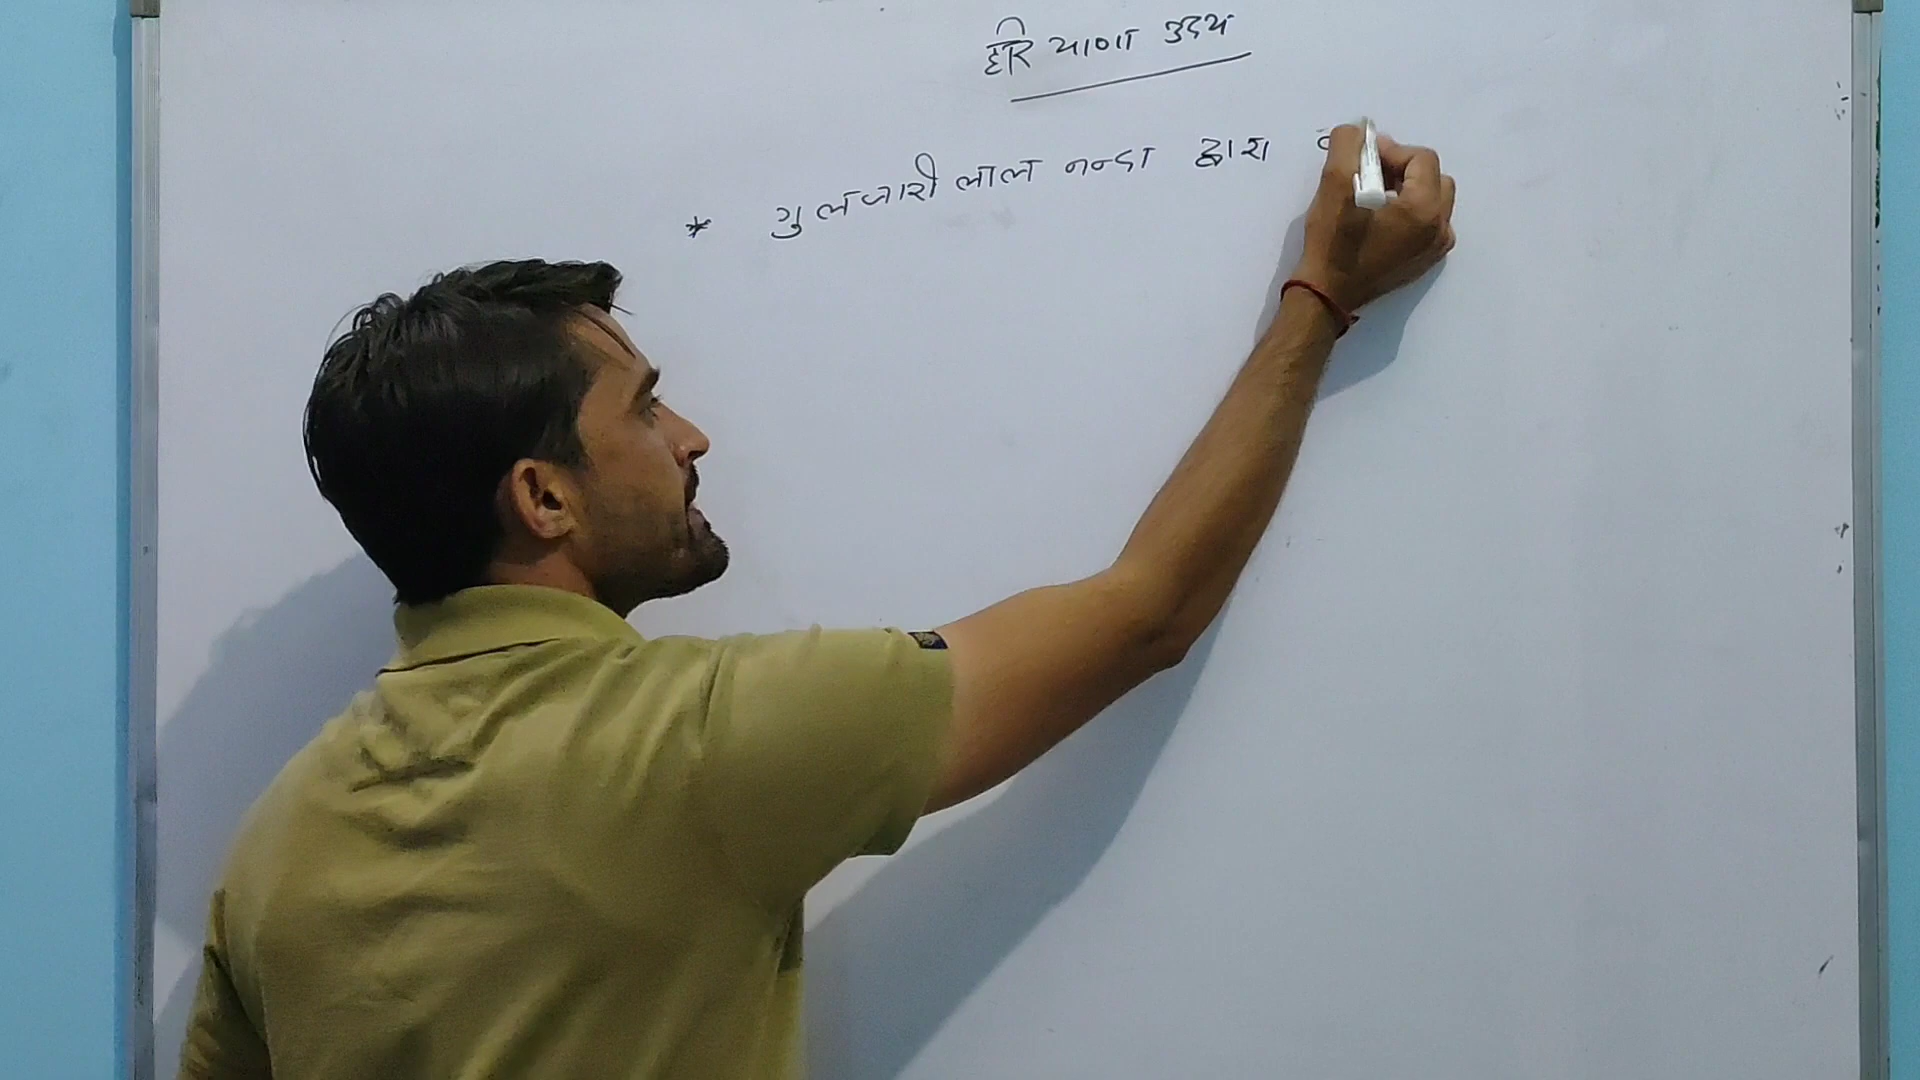 हरियाणा उदय
* गुलजारी लाल नन्दा द्वारा